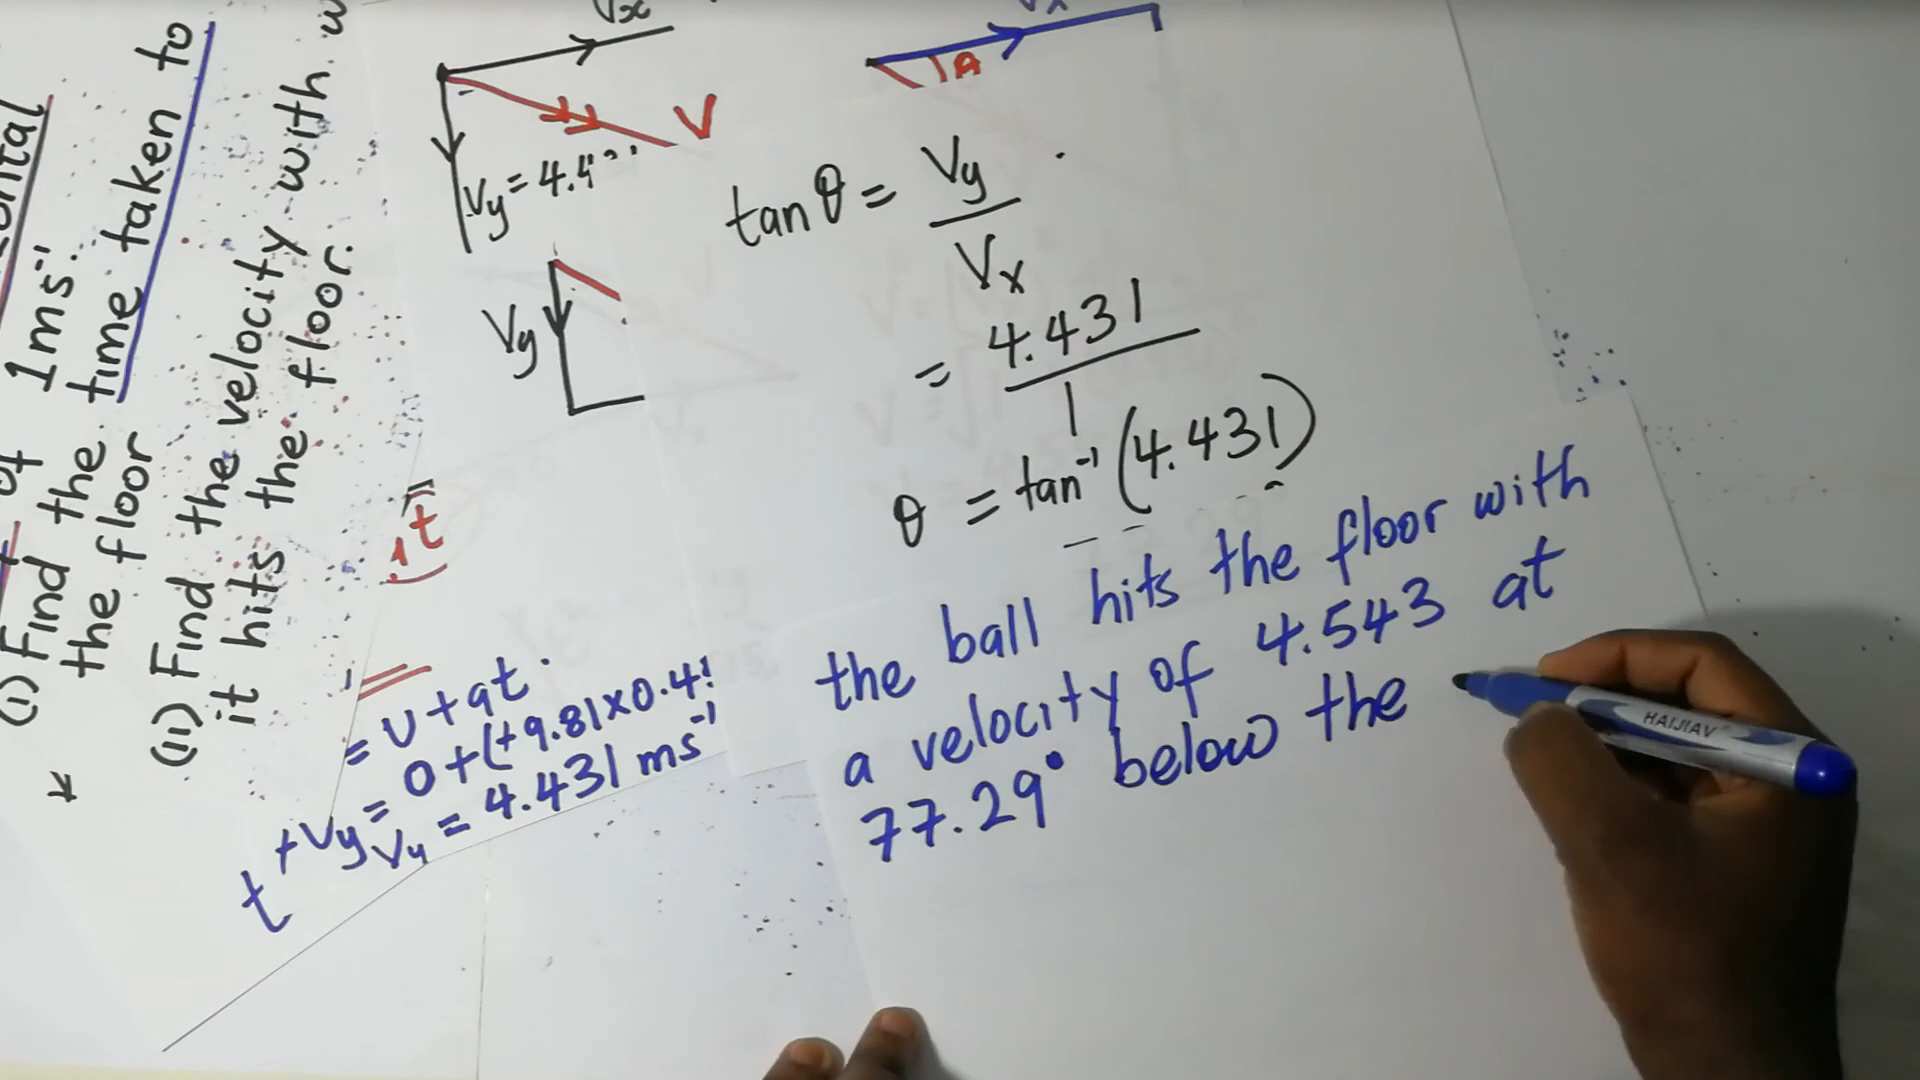 of 1ms⁻¹.
(i) Find the time taken to
the floor
(ii) Find the velocity with
it hits the floor.
Vx
V
Vy = 4.4
Vy
t
= U + at
+Vy = 0 + (+9.81 × 0.4
Vy = 4.431 ms⁻¹
t
A
tan θ = Vy
Vx
= 4.431
1
θ = tan⁻¹ (4.431)
the ball hits the floor with
a velocity of 4.543 at
77.29° below the
HAIJIAV